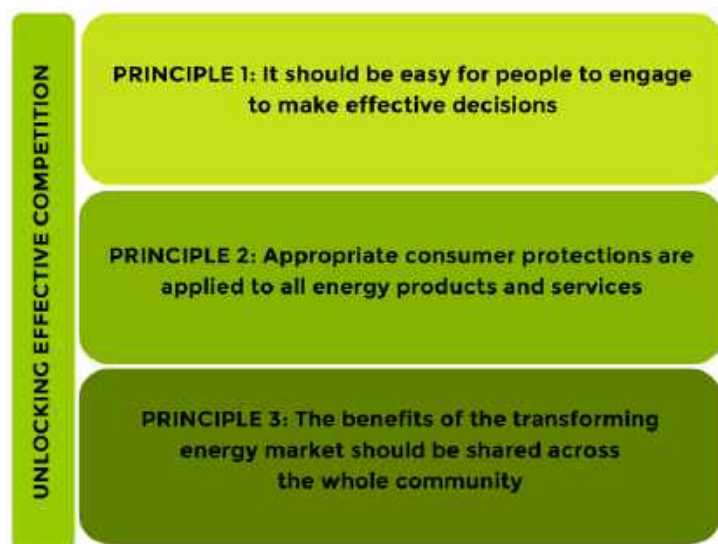 UNLOCKING EFFECTIVE COMPETITION
PRINCIPLE 1: It should be easy for people to engage
to make effective decisions
PRINCIPLE 2: Appropriate consumer protections are
applied to all energy products and services
PRINCIPLE 3: The benefits of the transforming
energy market should be shared across
the whole community